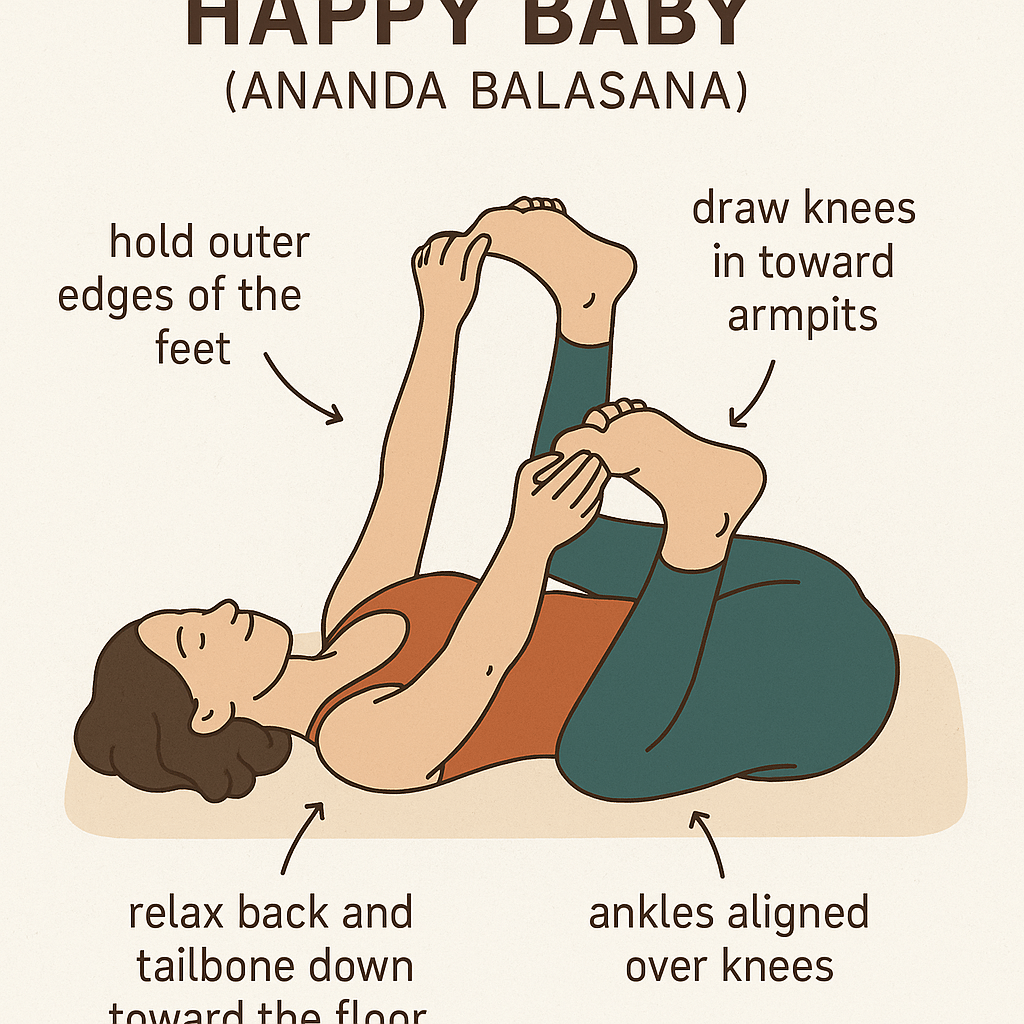 HAPPY BABY
(ANANDA BALASANA)
hold outer
edges of the
feet
draw knees
in toward
armpits
relax back and
tailbone down
toward the floor
ankles aligned
over knees